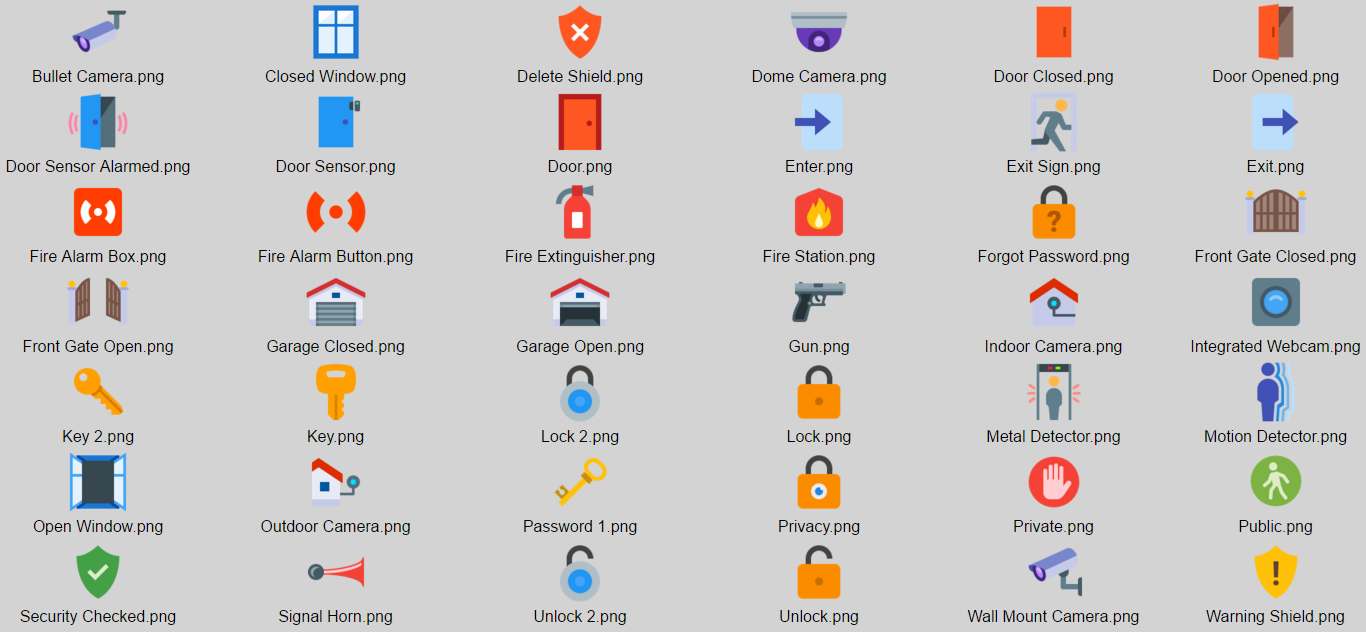 Bullet Camera.png
Closed Window.png
Delete Shield.png
Dome Camera.png
Door Closed.png
Door Opened.png
Door Sensor Alarmed.png
Door Sensor.png
Door.png
Enter.png
Exit Sign.png
Exit.png
?
Fire Alarm Box.png
Fire Alarm Button.png
Fire Extinguisher.png
Fire Station.png
Forgot Password.png
Front Gate Closed.png
Front Gate Open.png
Garage Closed.png
Garage Open.png
Gun.png
Indoor Camera.png
Integrated Webcam.png
Key 2.png
Key.png
Lock 2.png
Lock.png
Metal Detector.png
Motion Detector.png
Open Window.png
Outdoor Camera.png
Password 1.png
Privacy.png
Private.png
Public.png
!
Security Checked.png
Signal Horn.png
Unlock 2.png
Unlock.png
Wall Mount Camera.png
Warning Shield.png